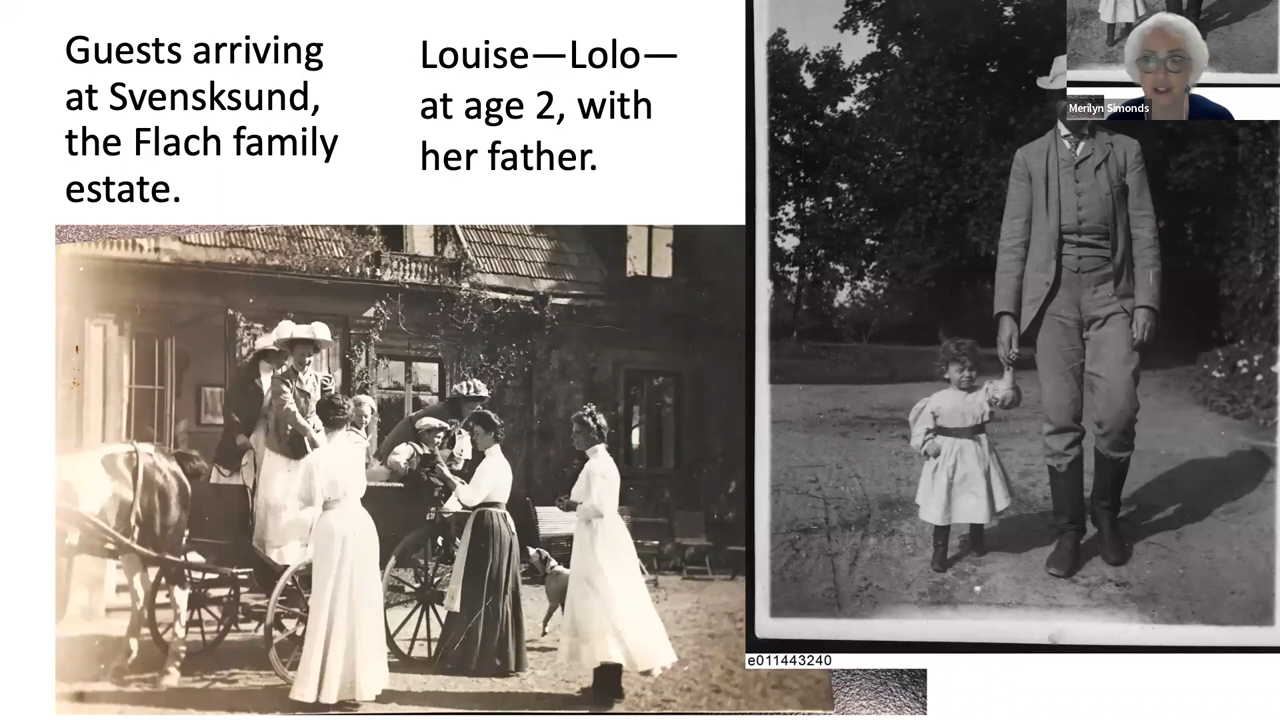 Guests arriving
at Svensksund,
the Flach family
estate.
Louise—Lolo—
at age 2, with
her father.
Merilyn Simonds
e011443240